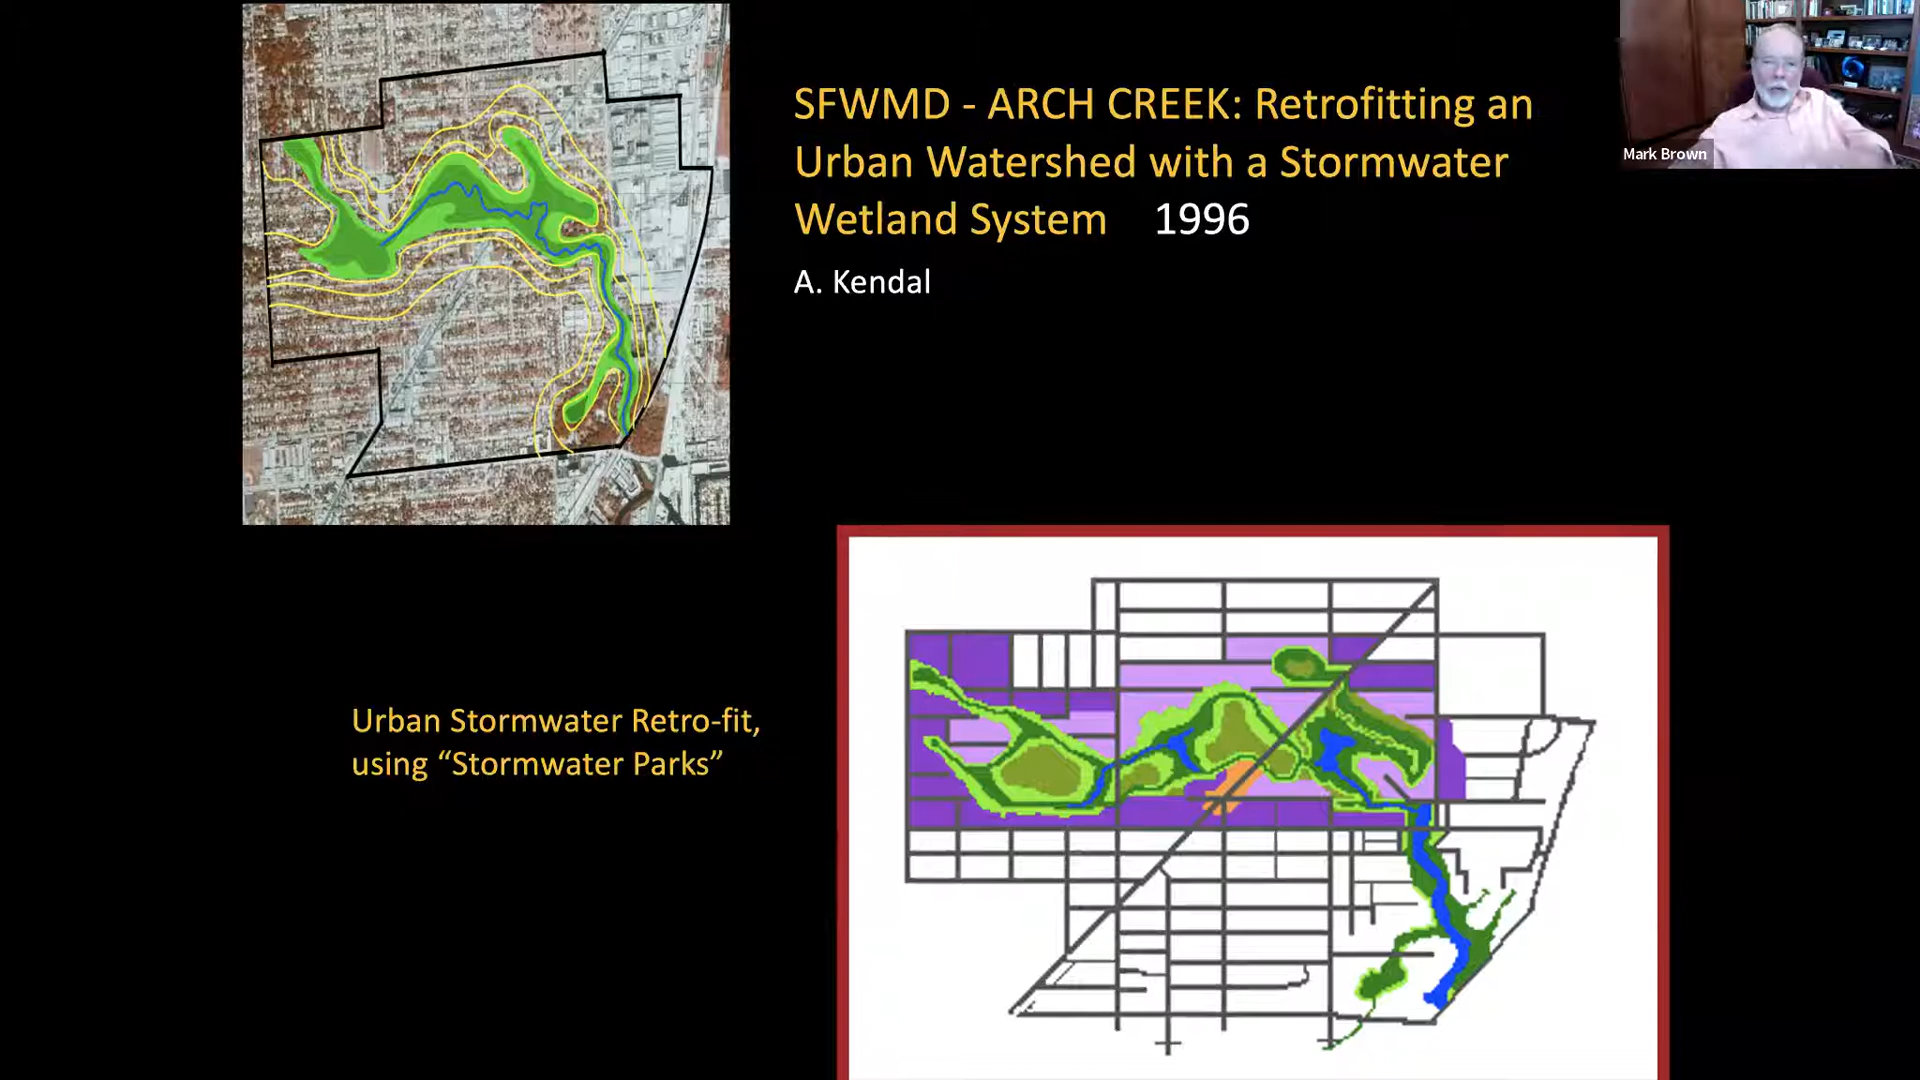 SFWMD - ARCH CREEK: Retrofitting an
Urban Watershed with a Stormwater
Wetland System 1996
A. Kendal
Mark Brown
Urban Stormwater Retro-fit,
using “Stormwater Parks”